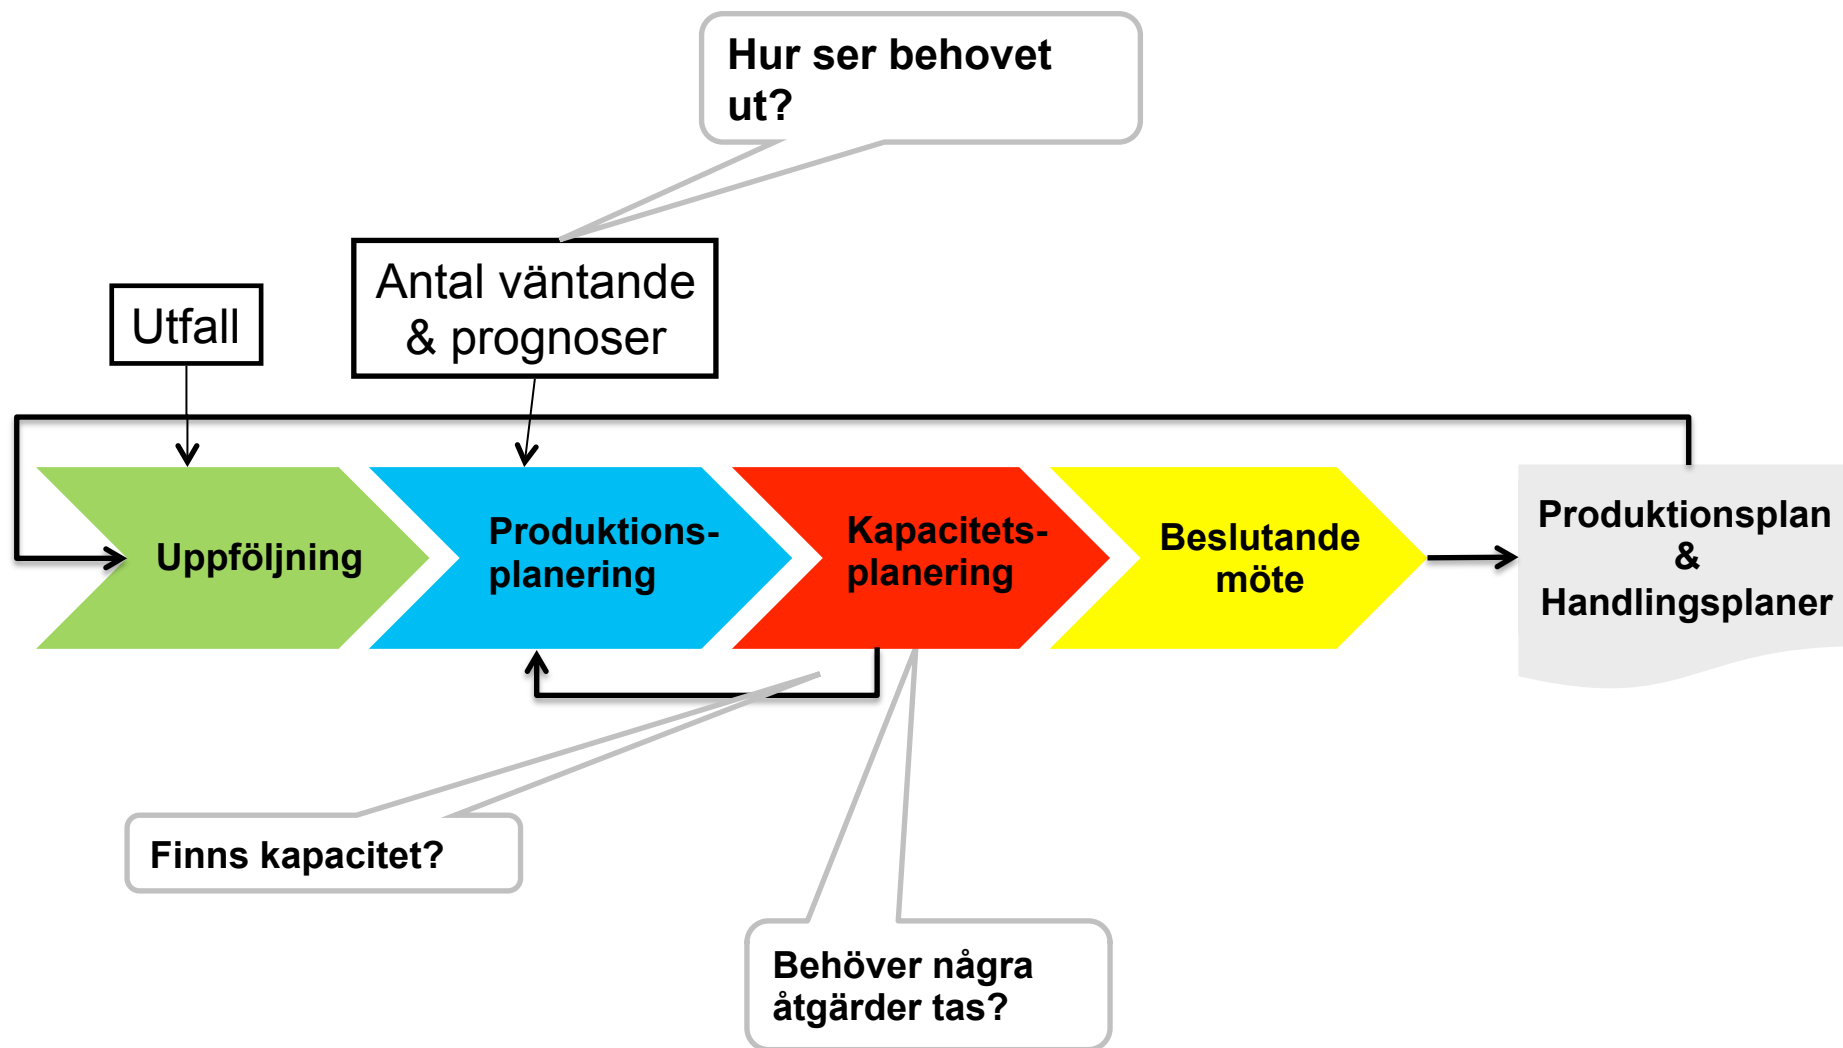 Hur ser behovet
ut?
Antal väntande
& prognoser
Utfall
Uppföljning
Produktions-
planering
Kapacitets-
planering
Beslutande
möte
Produktionsplan
&
Handlingsplaner
Finns kapacitet?
Behöver några
åtgärder tas?